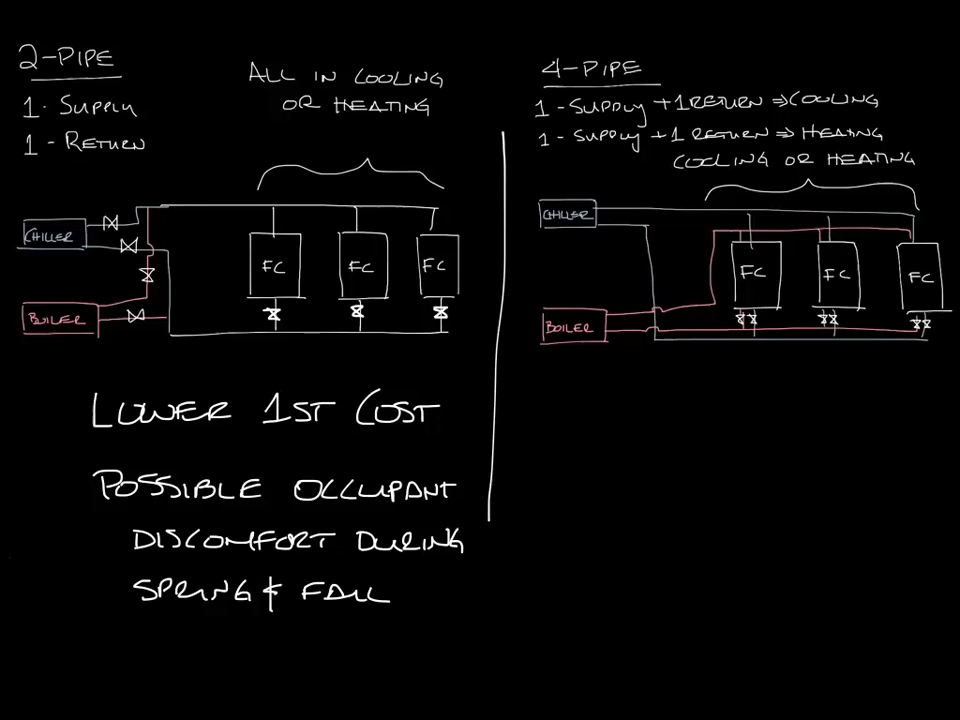 2-PIPE
1 - SUPPLY
1 - RETURN
ALL IN COOLING
OR HEATING
CHILLER
BOILER
FC
FC
FC
LOWER 1ST COST
POSSIBLE OCCUPANT
DISCOMFORT DURING
SPRING & FALL
4-PIPE
1 - SUPPLY + 1 RETURN ⇒ COOLING
1 - SUPPLY + 1 RETURN ⇒ HEATING
COOLING OR HEATING
CHILLER
BOILER
FC
FC
FC